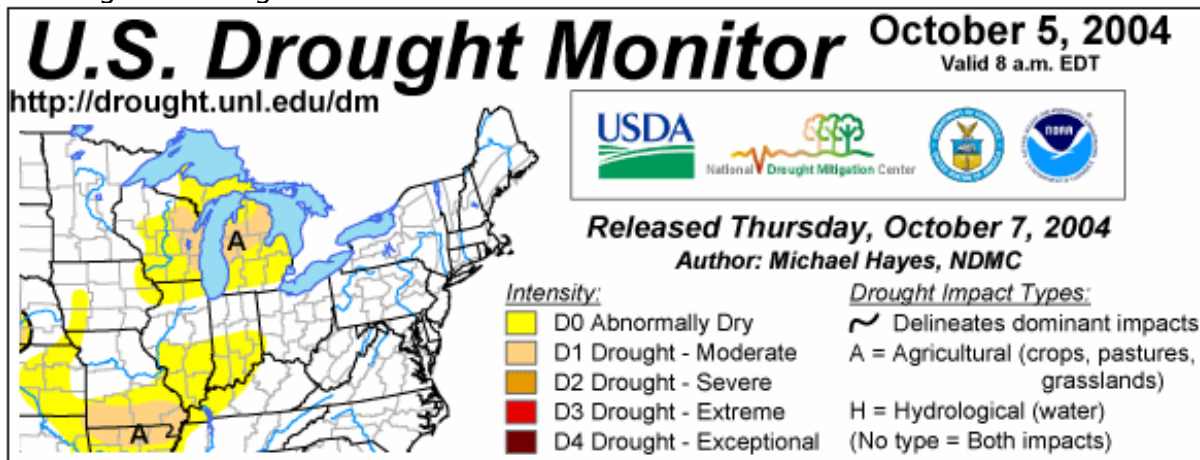 U.S. Drought Monitor
October 5, 2004
Valid 8 a.m. EDT
http://drought.unl.edu/dm
USDA
National Drought Mitigation Center
NOAA
Released Thursday, October 7, 2004
Author: Michael Hayes, NDMC
Intensity:
D0 Abnormally Dry
D1 Drought - Moderate
D2 Drought - Severe
D3 Drought - Extreme
D4 Drought - Exceptional
Drought Impact Types:
Delineates dominant impacts
A = Agricultural (crops, pastures,
grasslands)
H = Hydrological (water)
(No type = Both impacts)
A
A